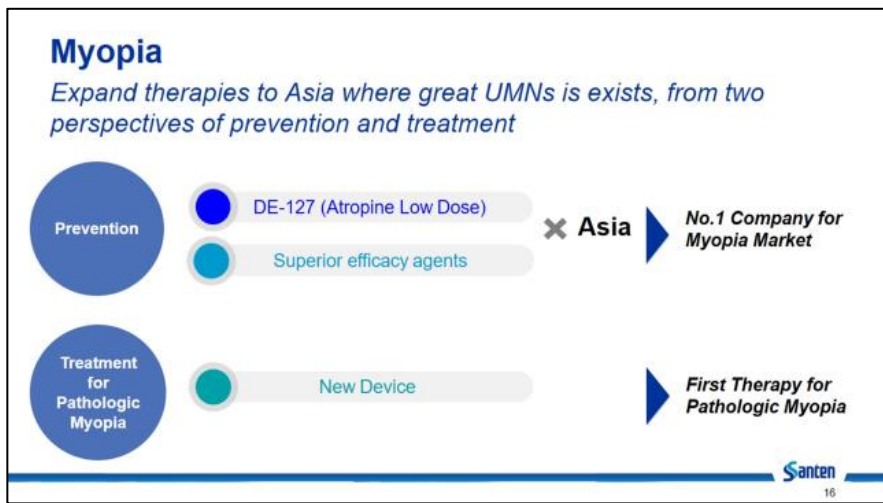 Myopia
Expand therapies to Asia where great UMNs is exists, from two
perspectives of prevention and treatment
Prevention
DE-127 (Atropine Low Dose)
Superior efficacy agents
× Asia
No.1 Company for
Myopia Market
Treatment
for
Pathologic
Myopia
New Device
First Therapy for
Pathologic Myopia
Santen
16